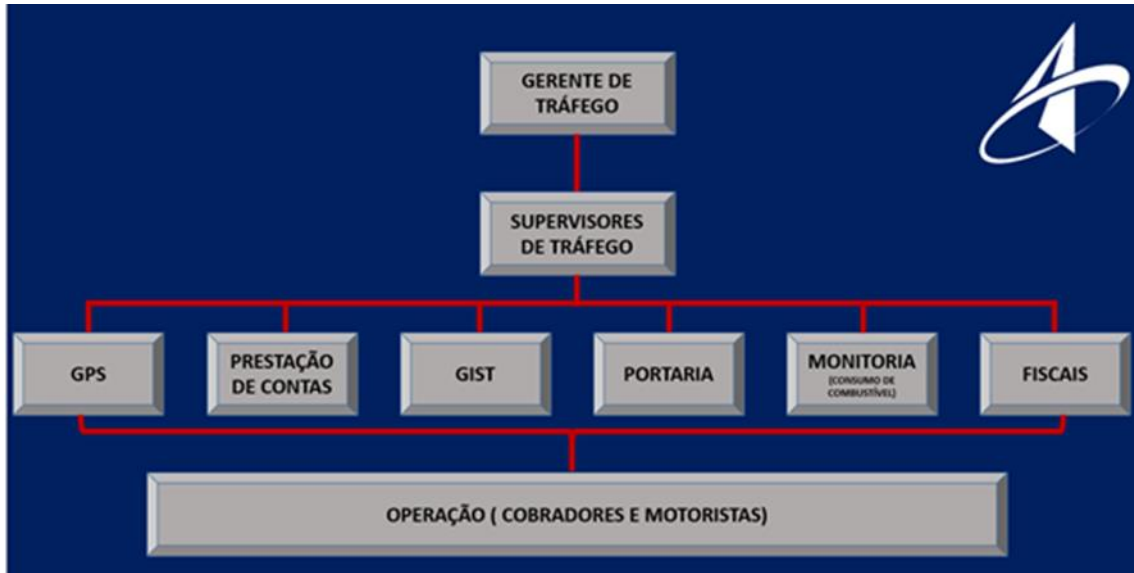 GERENTE DE
TRÁFEGO
SUPERVISORES
DE TRÁFEGO
GPS
PRESTAÇÃO
DE CONTAS
GIST
PORTARIA
MONITORIA
(CONSUMO DE
COMBUSTÍVEL)
FISCAIS
OPERAÇÃO ( COBRADORES E MOTORISTAS)